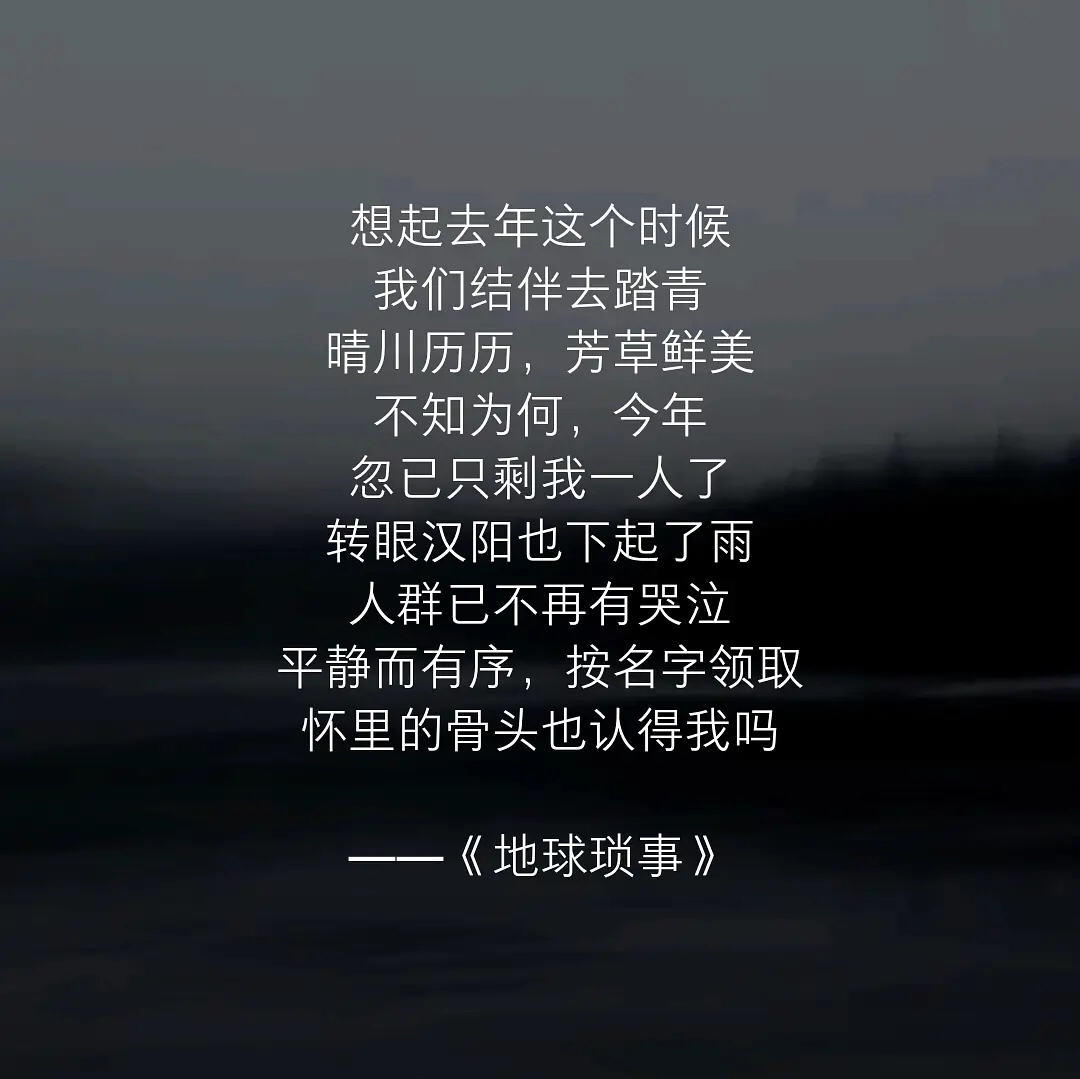 想起去年这个时候
我们结伴去踏青
晴川历历，芳草鲜美
不知为何，今年
忽已只剩我一人了
转眼汉阳也下起了雨
人群已不再有哭泣
平静而有序，按名字领取
怀里的骨头也认得我吗
——《地球琐事》